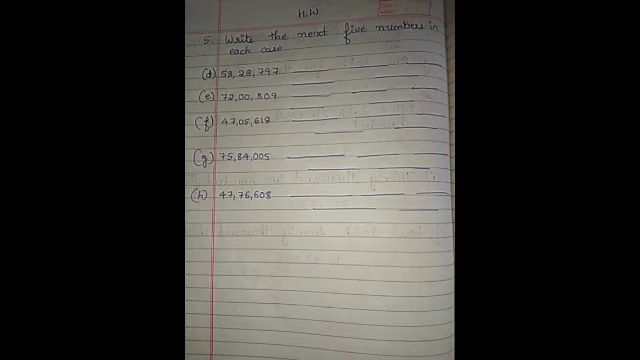 H.W
5. Write the next five numbers in
each case
(d) 58,28,797
(e) 72,00,809
(f) 47,05,618
(g) 75,84,005
(h) 47,76,608